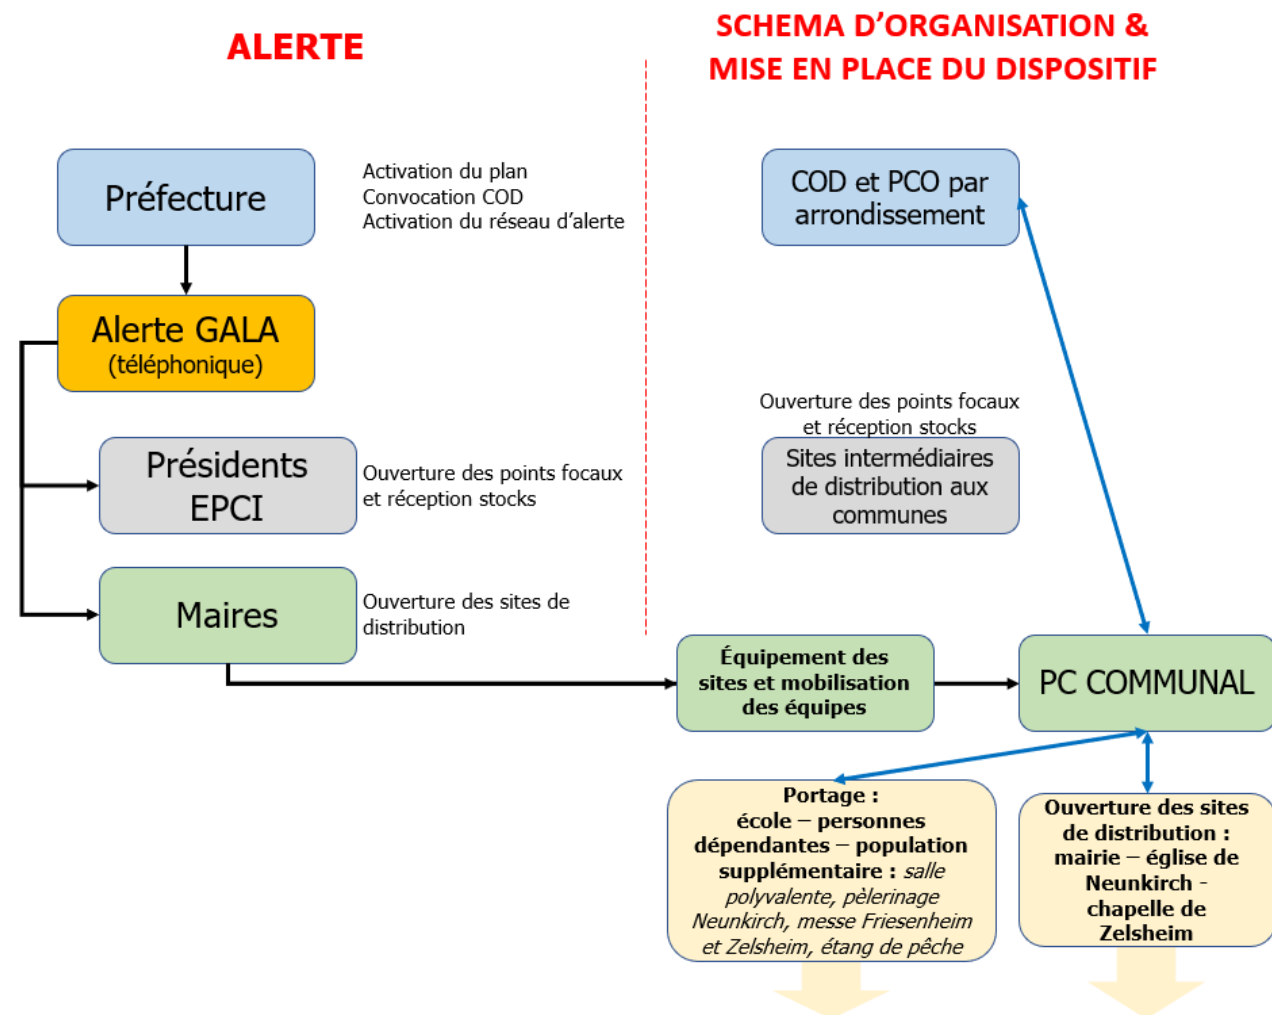 ALERTE
SCHEMA D’ORGANISATION &
MISE EN PLACE DU DISPOSITIF
Préfecture
Activation du plan
Convocation COD
Activation du réseau d’alerte
Alerte GALA
(téléphonique)
Présidents
EPCI
Ouverture des points focaux
et réception stocks
Maires
Ouverture des sites de
distribution
COD et PCO par
arrondissement
Ouverture des points focaux
et réception stocks
Sites intermédiaires
de distribution aux
communes
Équipement des
sites et mobilisation
des équipes
PC COMMUNAL
Portage :
école – personnes
dépendantes – population
supplémentaire : salle
polyvalente, pèlerinage
Neunkirch, messe Friesenheim
et Zelsheim, étang de pêche
Ouverture des sites
de distribution :
mairie – église de
Neunkirch -
chapelle de
Zelsheim